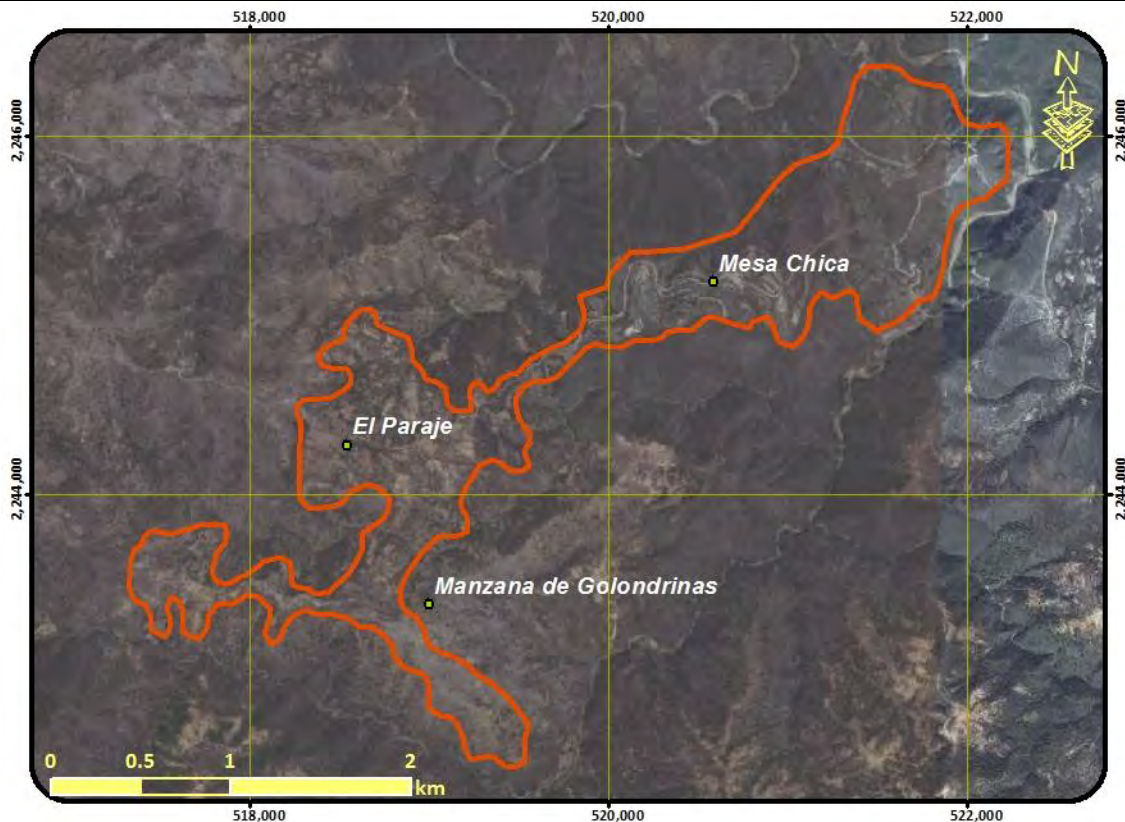 518,000 520,000 522,000
N
2,246,000 2,246,000
Mesa Chica
El Paraje
2,244,000 2,244,000
Manzana de Golondrinas
0 0.5 1 2
km
518,000 520,000 522,000